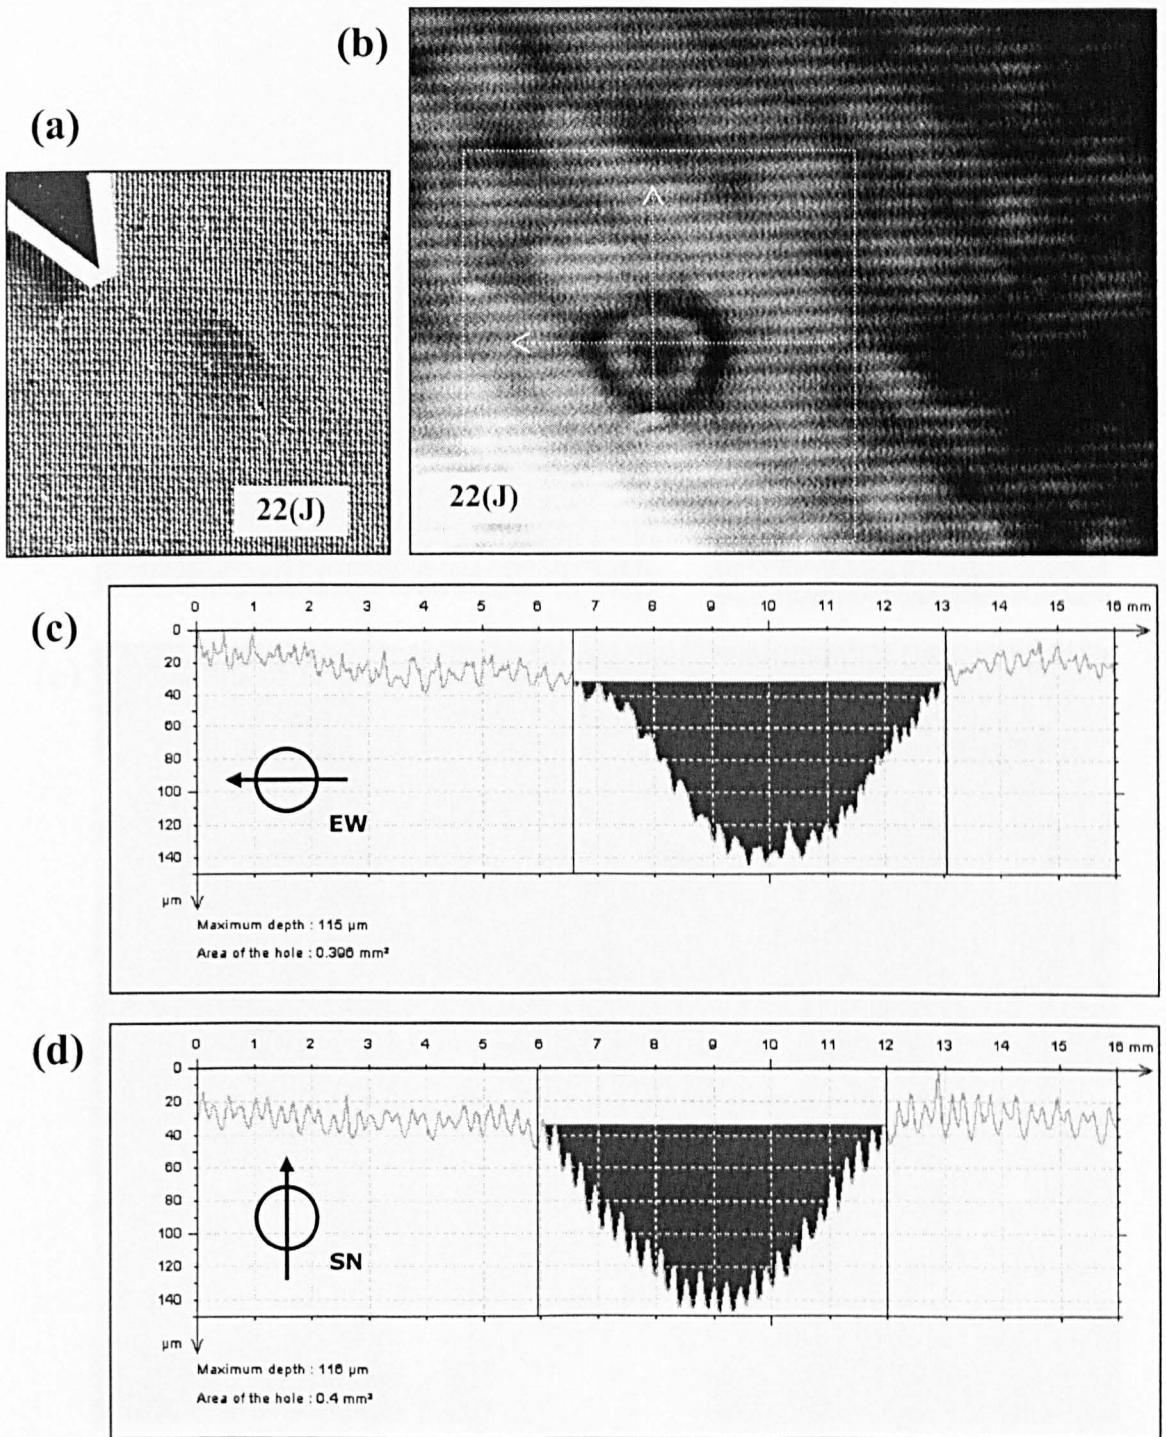 (a)
22(J)
(b)
22(J)
(c)
0 1 2 3 4 5 6 7 8 9 10 11 12 13 14 15 16 mm
0
20
40
60
80
100
120
140
µm
EW
Maximum depth : 115 µm
Area of the hole : 0.396 mm²
(d)
0 1 2 3 4 5 6 7 8 9 10 11 12 13 14 15 16 mm
0
20
40
60
80
100
120
140
µm
SN
Maximum depth : 116 µm
Area of the hole : 0.4 mm²